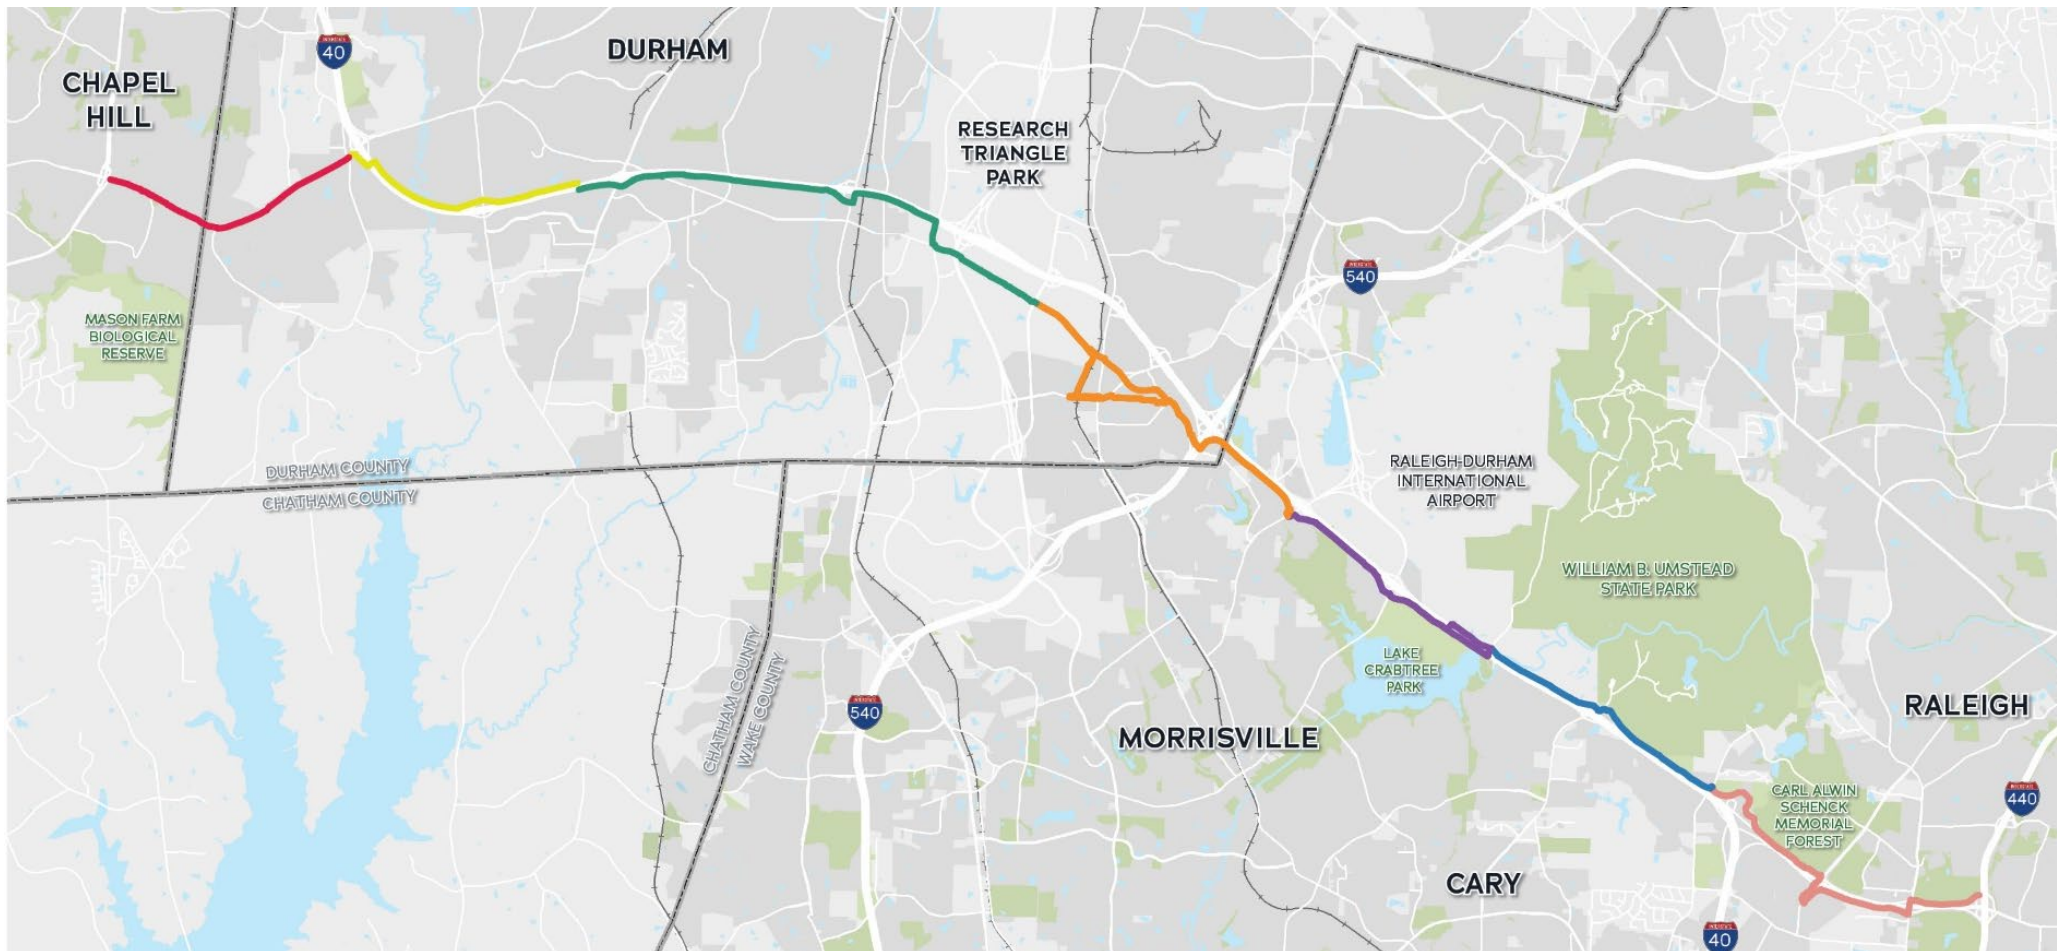 40
DURHAM
CHAPEL
HILL
RESEARCH
TRIANGLE
PARK
540
MASON FARM
BIOLOGICAL
RESERVE
DURHAM COUNTY
CHATHAM COUNTY
RALEIGH-DURHAM
INTERNATIONAL
AIRPORT
WILLIAM B. UMSTEAD
STATE PARK
CHATHAM COUNTY
WAKE COUNTY
LAKE
CRABTREE
PARK
540
MORRISVILLE
RALEIGH
CARL ALWIN
SCHENCK
MEMORIAL
FOREST
440
CARY
40